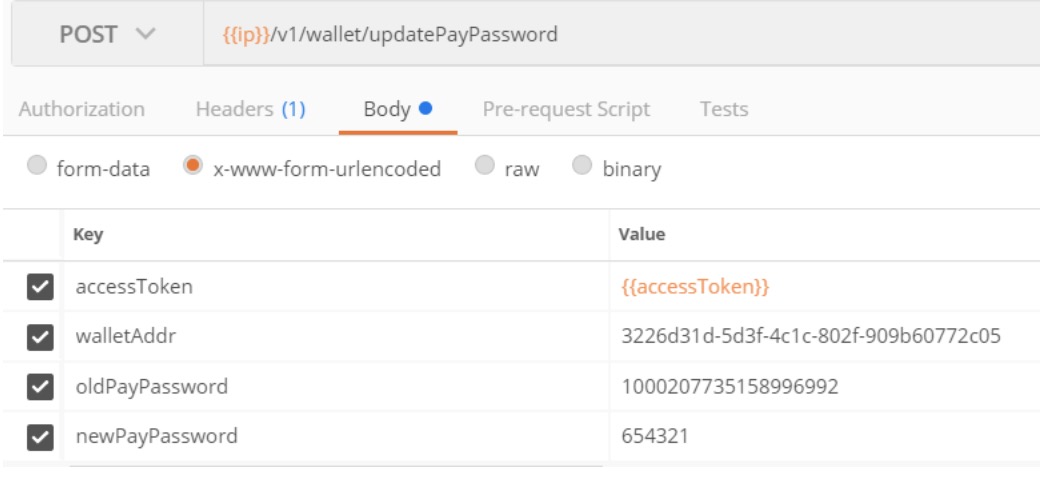 POST {{ip}}/v1/wallet/updatePayPassword
Authorization Headers (1) Body Pre-request Script Tests
form-data x-www-form-urlencoded raw binary
Key Value
accessToken {{accessToken}}
walletAddr 3226d31d-5d3f-4c1c-802f-909b60772c05
oldPayPassword 1000207735158996992
newPayPassword 654321